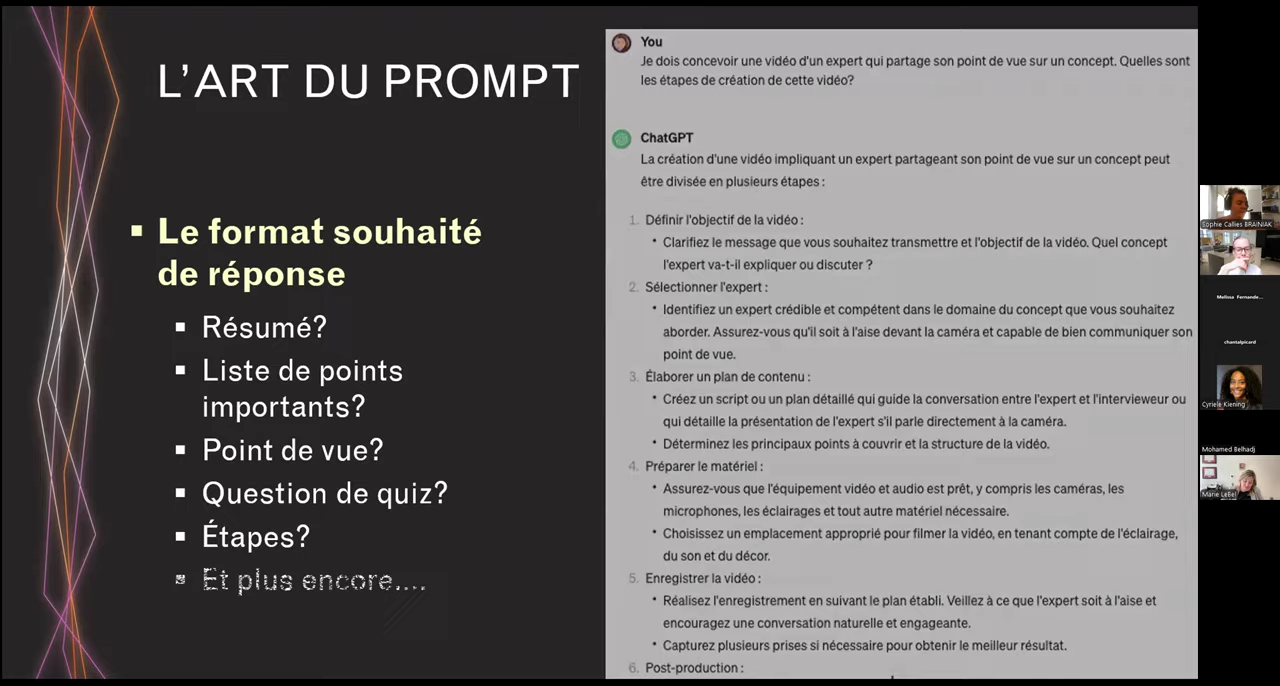 L'ART DU PROMPT
Le format souhaité
de réponse
Résumé?
Liste de points
importants?
Point de vue?
Question de quiz?
Étapes?
Et plus encore....
You
Je dois concevoir une vidéo d'un expert qui partage son point de vue sur un concept. Quelles sont
les étapes de création de cette vidéo?
ChatGPT
La création d'une vidéo impliquant un expert partageant son point de vue sur un concept peut
être divisée en plusieurs étapes :
1. Définir l'objectif de la vidéo :
• Clarifiez le message que vous souhaitez transmettre et l'objectif de la vidéo. Quel concept
l'expert va-t-il expliquer ou discuter ?
2. Sélectionner l'expert :
• Identifiez un expert crédible et compétent dans le domaine du concept que vous souhaitez
aborder. Assurez-vous qu'il soit à l'aise devant la caméra et capable de bien communiquer son
point de vue.
3. Élaborer un plan de contenu :
• Créez un script ou un plan détaillé qui guide la conversation entre l'expert et l'intervieweur ou
qui détaille la présentation de l'expert s'il parle directement à la caméra.
• Déterminez les principaux points à couvrir et la structure de la vidéo.
4. Préparer le matériel :
• Assurez-vous que l'équipement vidéo et audio est prêt, y compris les caméras, les
microphones, les éclairages et tout autre matériel nécessaire.
• Choisissez un emplacement approprié pour filmer la vidéo, en tenant compte de l'éclairage,
du son et du décor.
5. Enregistrer la vidéo :
• Réalisez l'enregistrement en suivant le plan établi. Veillez à ce que l'expert soit à l'aise et
encouragez une conversation naturelle et engageante.
• Capturez plusieurs prises si nécessaire pour obtenir le meilleur résultat.
6. Post-production :
Sophie Callies BRAINIAK
Melissa Fernande...
chantalpicard
Cyriele Kiening
Mohamed Belhadj
Marie LeBel